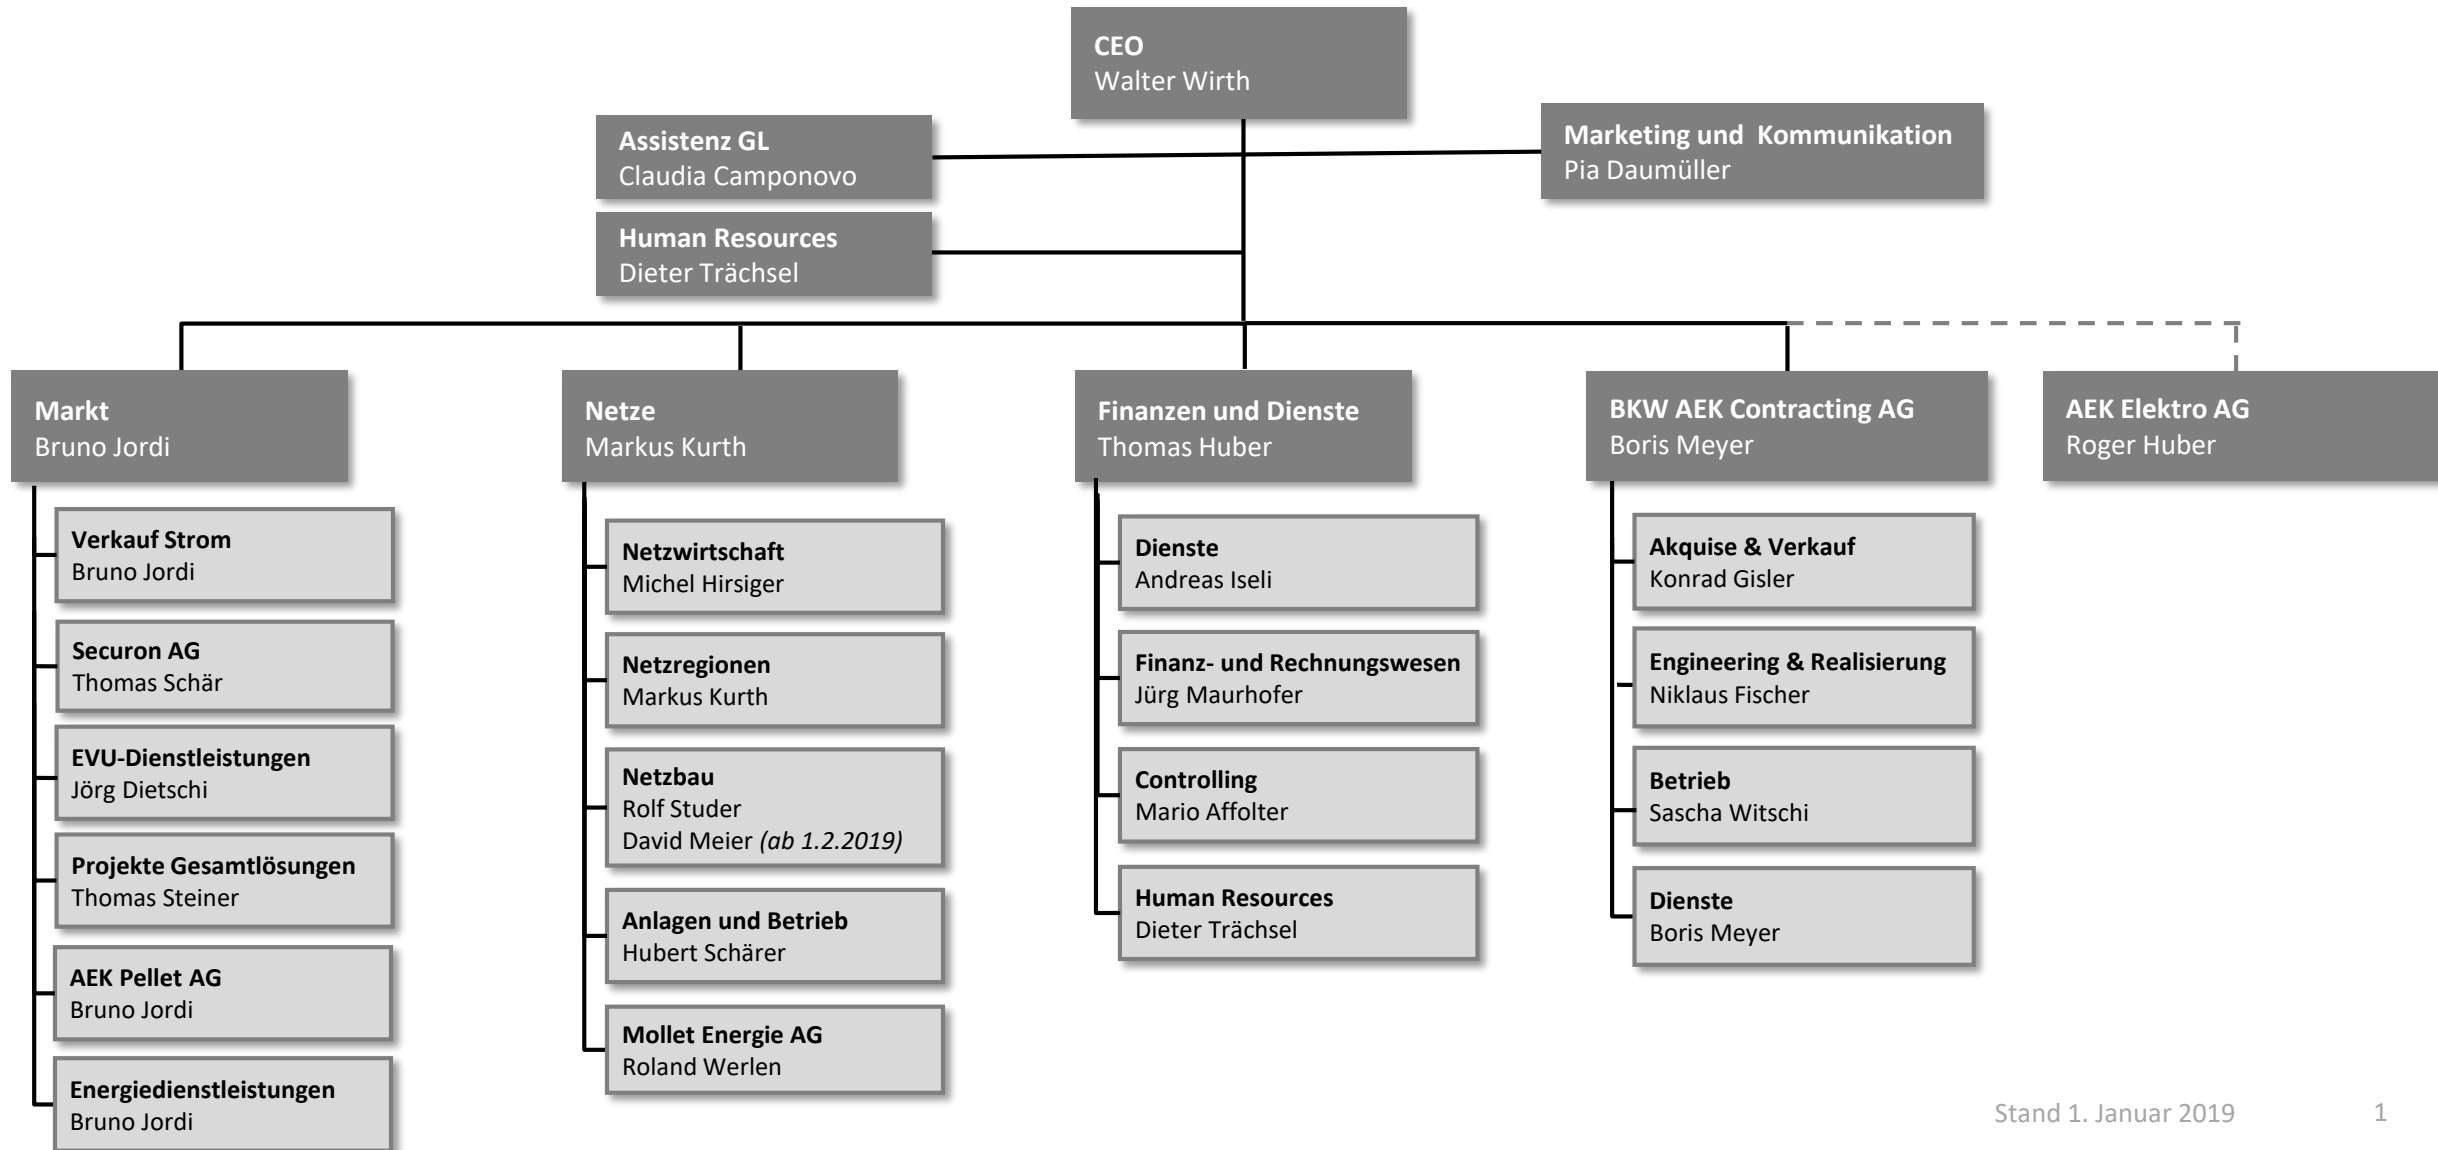 CEO
Walter Wirth
Assistenz GL
Claudia Camponovo
Marketing und Kommunikation
Pia Daumüller
Human Resources
Dieter Trächsel
Markt
Bruno Jordi
Verkauf Strom
Bruno Jordi
Securon AG
Thomas Schär
EVU-Dienstleistungen
Jörg Dietschi
Projekte Gesamtlösungen
Thomas Steiner
AEK Pellet AG
Bruno Jordi
Energiedienstleistungen
Bruno Jordi
Netze
Markus Kurth
Netzwirtschaft
Michel Hirsiger
Netzregionen
Markus Kurth
Netzbau
Rolf Studer
David Meier (ab 1.2.2019)
Anlagen und Betrieb
Hubert Schärer
Mollet Energie AG
Roland Werlen
Finanzen und Dienste
Thomas Huber
Dienste
Andreas Iseli
Finanz- und Rechnungswesen
Jürg Maurhofer
Controlling
Mario Affolter
Human Resources
Dieter Trächsel
BKW AEK Contracting AG
Boris Meyer
Akquise & Verkauf
Konrad Gisler
Engineering & Realisierung
Niklaus Fischer
Betrieb
Sascha Witschi
Dienste
Boris Meyer
AEK Elektro AG
Roger Huber
Stand 1. Januar 2019
1